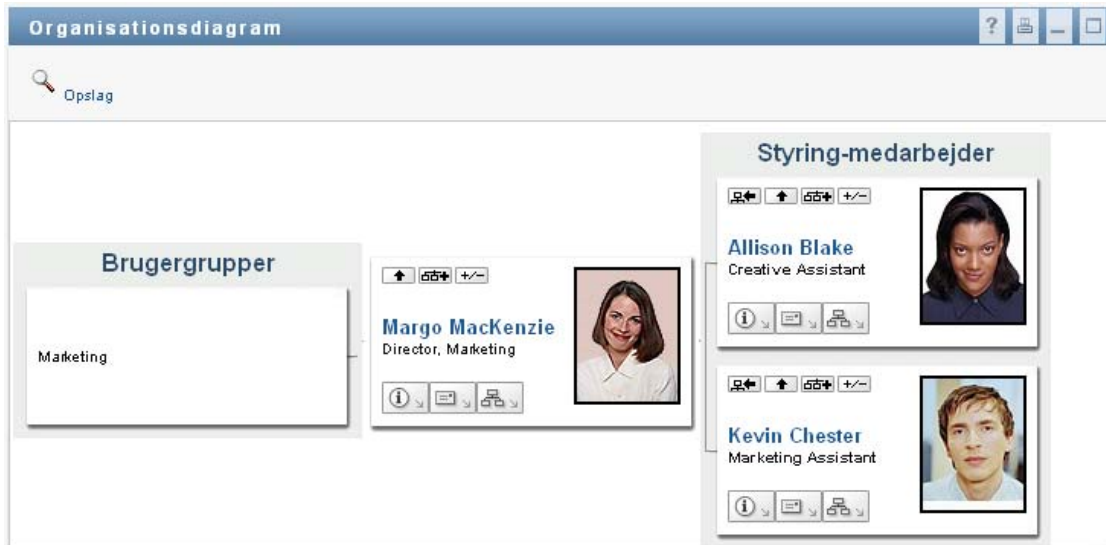 Organisationsdiagram
?
Opslag
Brugergrupper
Marketing
+/-
Margo MacKenzie
Director, Marketing
Styring-medarbejder
+/-
Allison Blake
Creative Assistant
+/-
Kevin Chester
Marketing Assistant